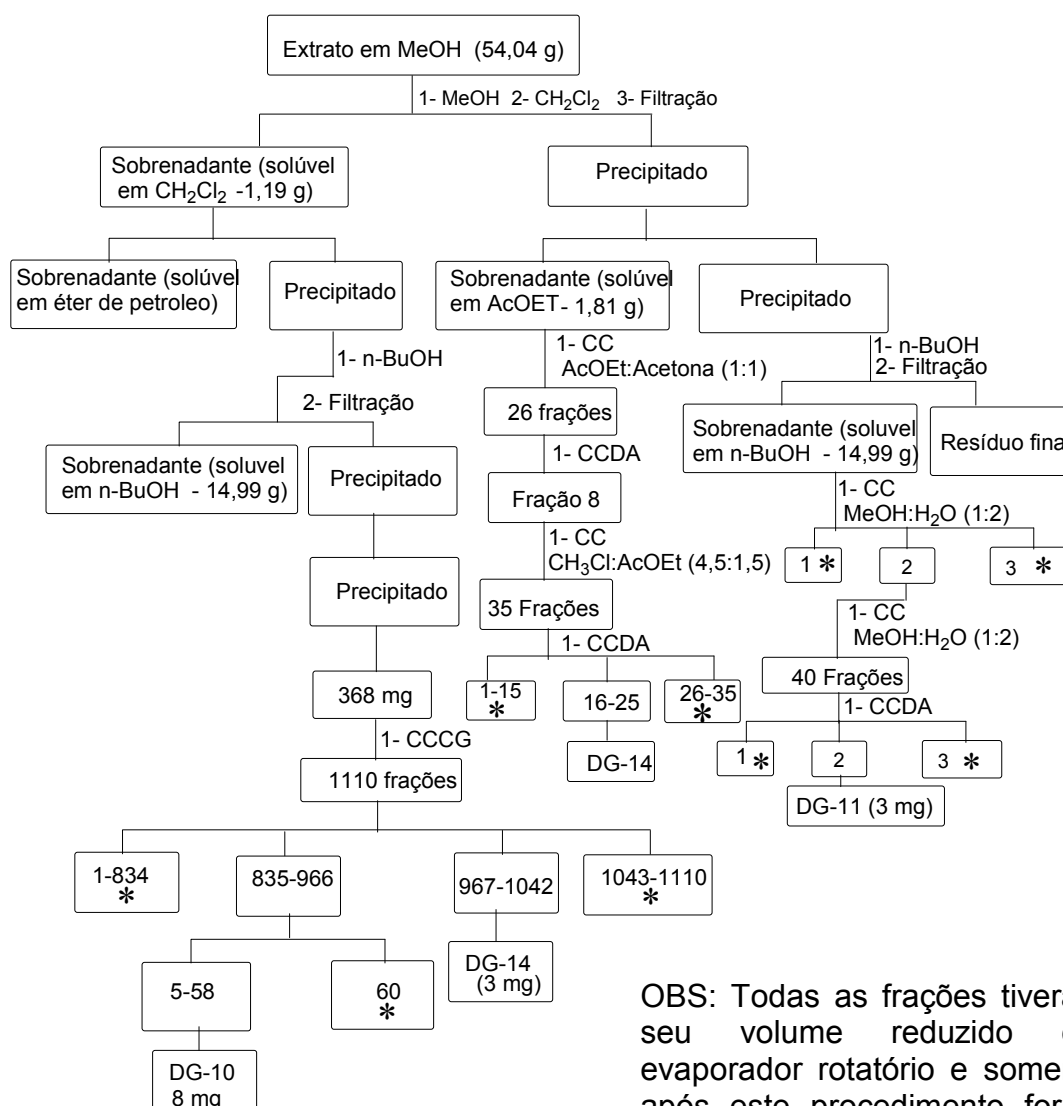 Extrato em MeOH (54,04 g)
1- MeOH 2- CH2Cl2 3- Filtração
Sobrenadante (solúvel
em CH2Cl2 -1,19 g)
Precipitado
Sobrenadante (solúvel
em éter de petroleo)
Precipitado
Sobrenadante (solúvel
em AcOET- 1,81 g)
Precipitado
1- n-BuOH
2- Filtração
1- CC
AcOEt:Acetona (1:1)
1- n-BuOH
2- Filtração
26 frações
Sobrenadante (soluvel
em n-BuOH - 14,99 g)
Resíduo fina
Sobrenadante (soluvel
em n-BuOH - 14,99 g)
Precipitado
1- CCDA
Fração 8
1- CC
MeOH:H2O (1:2)
1- CC
CH3Cl:AcOEt (4,5:1,5)
1 *
2
3 *
Precipitado
35 Frações
1- CC
MeOH:H2O (1:2)
1- CCDA
40 Frações
368 mg
1-15
*
16-25
26-35
*
1- CCDA
1- CCCG
DG-14
1 *
2
3 *
1110 frações
DG-11 (3 mg)
1-834
*
835-966
967-1042
1043-1110
*
5-58
60
*
DG-14
(3 mg)
DG-10
8 mg
OBS: Todas as frações tivera
seu volume reduzido
evaporador rotatório e some
após este procedimento for